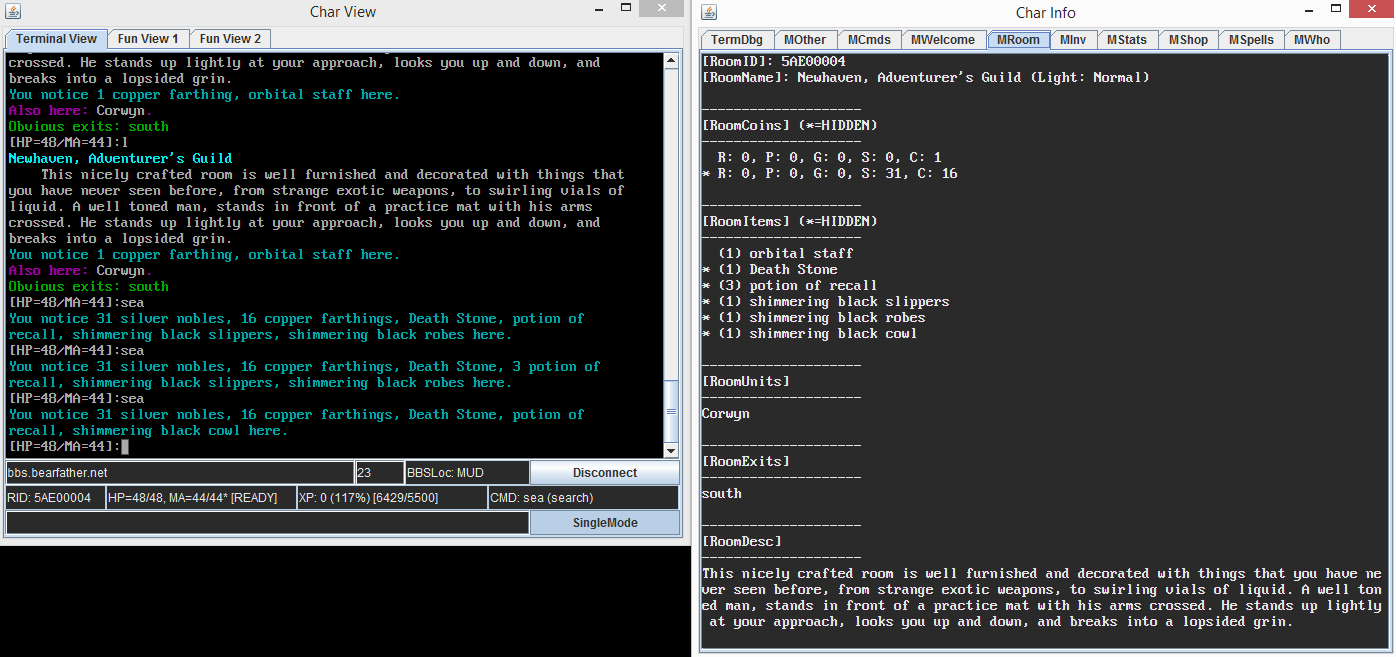 Char View
Terminal View Fun View 1 Fun View 2
crossed. He stands up lightly at your approach, looks you up and down, and
breaks into a lopsided grin.
You notice 1 copper farthing, orbital staff here.
Also here: Corwyn.
Obvious exits: south
[HP=48/MA=44]:l
Newhaven, Adventurer's Guild
This nicely crafted room is well furnished and decorated with things that
you have never seen before, from strange exotic weapons, to swirling vials of
liquid. A well toned man, stands in front of a practice mat with his arms
crossed. He stands up lightly at your approach, looks you up and down, and
breaks into a lopsided grin.
You notice 1 copper farthing, orbital staff here.
Also here: Corwyn.
Obvious exits: south
[HP=48/MA=44]:sea
You notice 31 silver nobles, 16 copper farthings, Death Stone, potion of
recall, shimmering black slippers, shimmering black robes here.
[HP=48/MA=44]:sea
You notice 31 silver nobles, 16 copper farthings, Death Stone, 3 potion of
recall, shimmering black slippers, shimmering black robes here.
[HP=48/MA=44]:sea
You notice 31 silver nobles, 16 copper farthings, Death Stone, potion of
recall, shimmering black cowl here.
[HP=48/MA=44]:
bbs.bearfather.net 23 BBSLoc: MUD Disconnect
RID: 5AE00004 HP=48/48, MA=44/44* [READY] XP: 0 (117%) [6429/5500] CMD: sea (search)
SingleMode
Char Info
TermDbg MOther MCmds MWelcome MRoom MInv MStats MShop MSpells MWho
[RoomID]: 5AE00004
[RoomName]: Newhaven, Adventurer's Guild (Light: Normal)
--------------------
[RoomCoins] (*=HIDDEN)
--------------------
R: 0, P: 0, G: 0, S: 0, C: 1
* R: 0, P: 0, G: 0, S: 31, C: 16
--------------------
[RoomItems] (*=HIDDEN)
--------------------
(1) orbital staff
* (1) Death Stone
* (3) potion of recall
* (1) shimmering black slippers
* (1) shimmering black robes
* (1) shimmering black cowl
--------------------
[RoomUnits]
--------------------
Corwyn
--------------------
[RoomExits]
--------------------
south
--------------------
[RoomDesc]
--------------------
This nicely crafted room is well furnished and decorated with things that you have ne
ver seen before, from strange exotic weapons, to swirling vials of liquid. A well ton
ed man, stands in front of a practice mat with his arms crossed. He stands up lightly
at your approach, looks you up and down, and breaks into a lopsided grin.